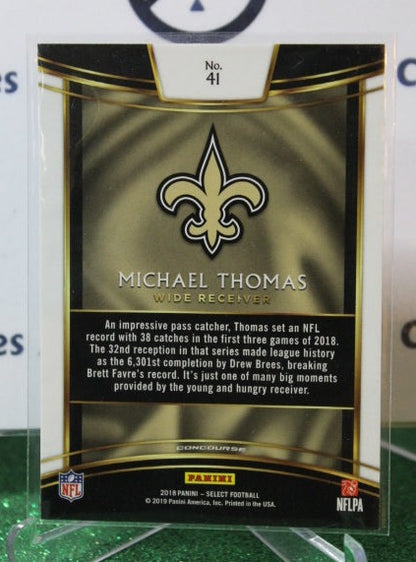 No.
41
MICHAEL THOMAS
WIDE RECEIVER
An impressive pass catcher, Thomas set an NFL
record with 38 catches in the first three games of 2018.
The 32nd reception in that series made league history
as the 6,301st completion by Drew Brees, breaking
Brett Favre's record. It's just one of many big moments
provided by the young and hungry receiver.
CONCOURSE
PANINI
NFL
2018 PANINI – SELECT FOOTBALL
© 2019 Panini America, Inc. Printed in the USA.
NFLPA